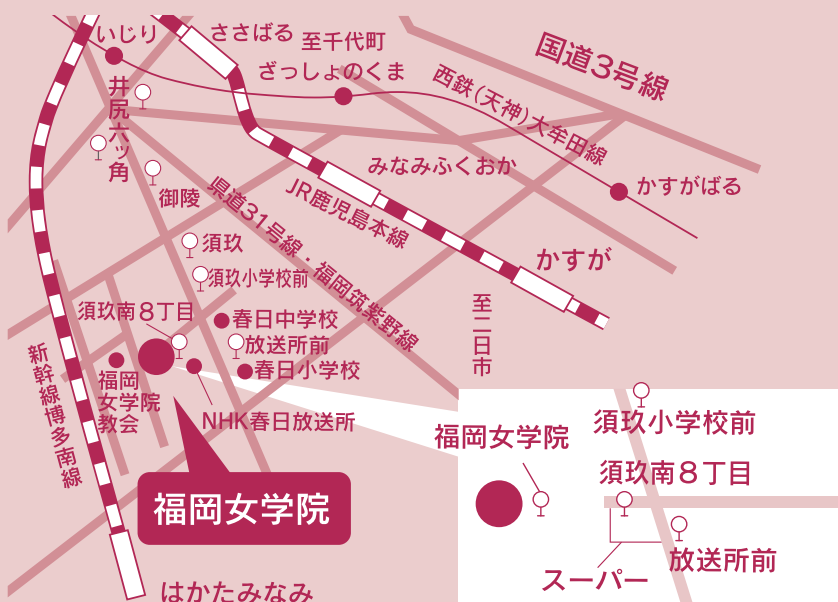 いじり
ささばる
至千代町
ざっしょのくま
国道3号線
西鉄(天神)大牟田線
井尻六ッ角
みなみふくおか
かすがばる
御陵
JR鹿児島本線
県道31号線・福岡筑紫野線
須玖
須玖小学校前
かすが
須玖南8丁目
春日中学校
放送所前
春日小学校
至二日市
新幹線博多南線
福岡
女学院
教会
NHK春日放送所
福岡女学院
はかたみなみ
福岡女学院
須玖小学校前
須玖南8丁目
放送所前
スーパー